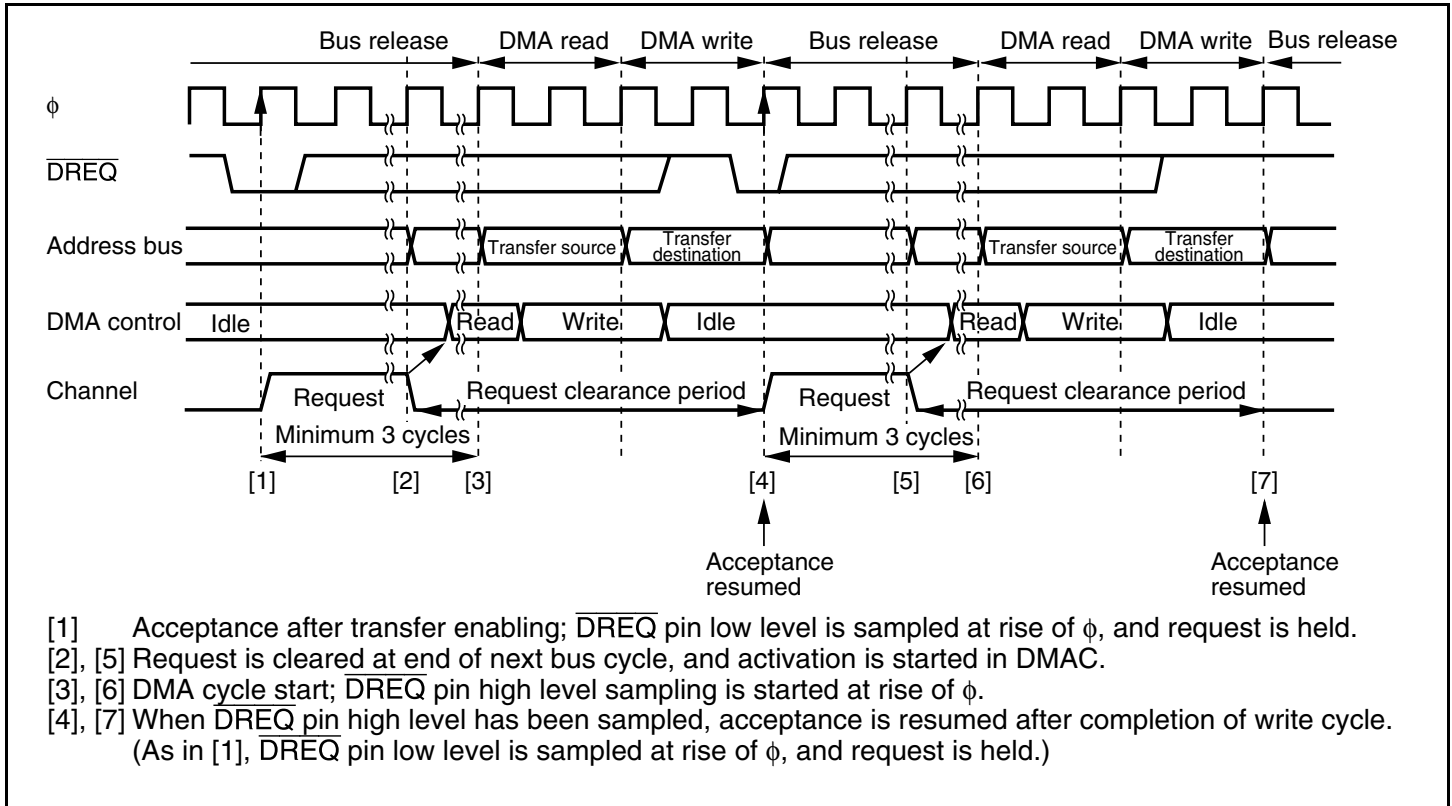 Bus release DMA read DMA write Bus release DMA read DMA write Bus release
ϕ
DREQ
Address bus Transfer source Transfer destination Transfer source Transfer destination
DMA control Idle Read Write Idle Read Write Idle
Channel Request Request clearance period Request Request clearance period
Minimum 3 cycles Minimum 3 cycles
[1] [2] [3] [4] [5] [6] [7]
Acceptance resumed Acceptance resumed
[1] Acceptance after transfer enabling; DREQ pin low level is sampled at rise of ϕ, and request is held.
[2], [5] Request is cleared at end of next bus cycle, and activation is started in DMAC.
[3], [6] DMA cycle start; DREQ pin high level sampling is started at rise of ϕ.
[4], [7] When DREQ pin high level has been sampled, acceptance is resumed after completion of write cycle.
(As in [1], DREQ pin low level is sampled at rise of ϕ, and request is held.)